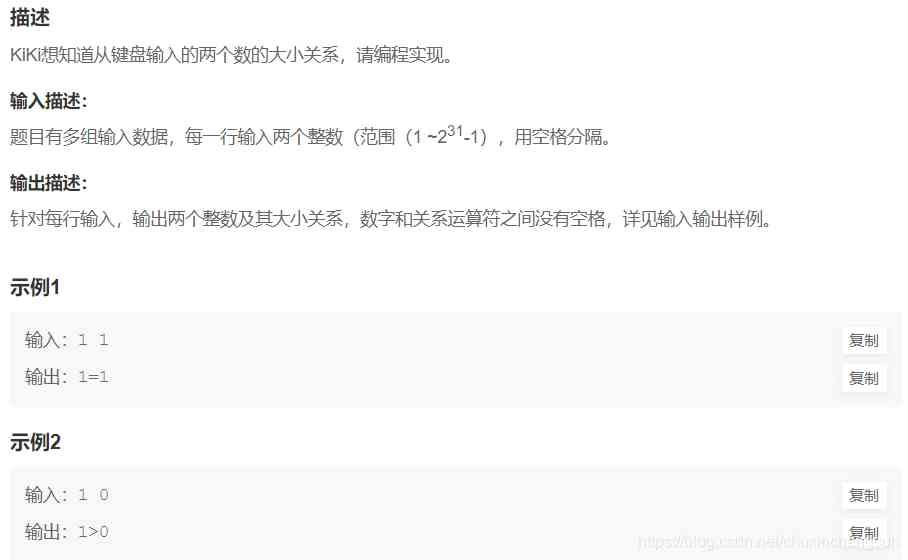 描述
KiKi想知道从键盘输入的两个数的大小关系，请编程实现。
输入描述：
题目有多组输入数据，每一行输入两个整数（范围（1 ~2^31-1），用空格分隔。
输出描述：
针对每行输入，输出两个整数及其大小关系，数字和关系运算符之间没有空格，详见输入输出样例。
示例1
输入：1 1
复制
输出：1=1
复制
示例2
输入：1 0
复制
输出：1>0
复制